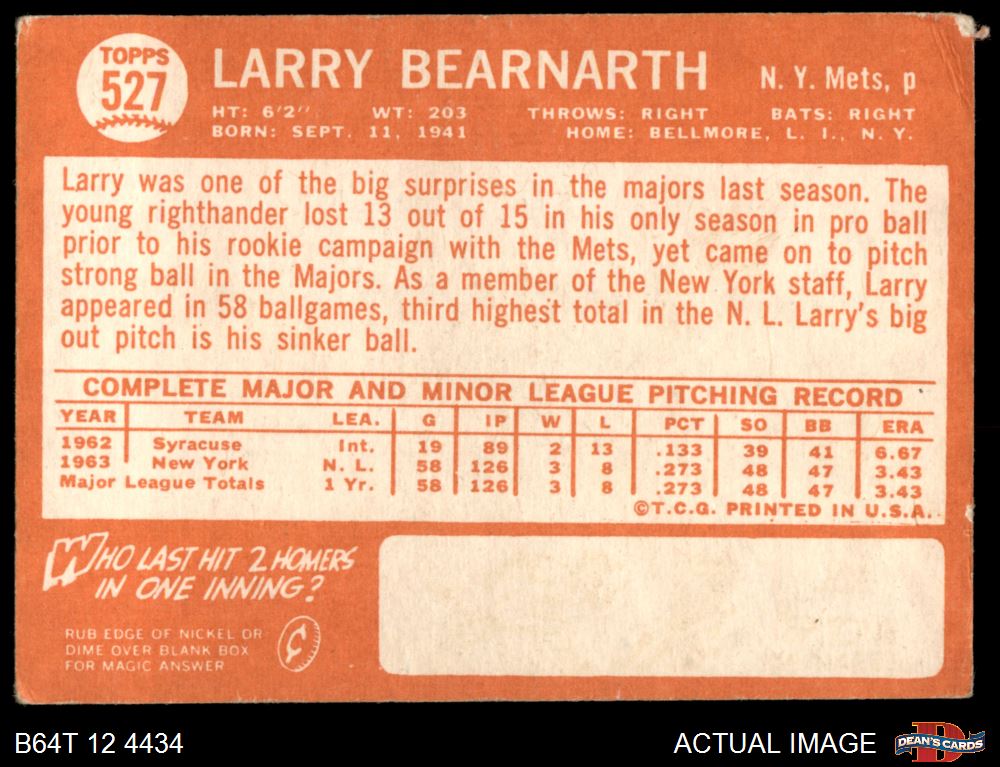 TOPPS
527
LARRY BEARNARTH
N. Y. Mets, p
HT: 6'2" WT: 203 THROWS: RIGHT BATS: RIGHT
BORN: SEPT. 11, 1941 HOME: BELLMORE, L. I., N. Y.
Larry was one of the big surprises in the majors last season. The
young righthander lost 13 out of 15 in his only season in pro ball
prior to his rookie campaign with the Mets, yet came on to pitch
strong ball in the Majors. As a member of the New York staff, Larry
appeared in 58 ballgames, third highest total in the N. L. Larry's big
out pitch is his sinker ball.
COMPLETE MAJOR AND MINOR LEAGUE PITCHING RECORD
YEAR TEAM LEA. G IP W L PCT SO BB ERA
1962 Syracuse Int. 19 89 2 13 .133 39 41 6.67
1963 New York N. L. 58 126 3 8 .273 48 47 3.43
Major League Totals 1 Yr. 58 126 3 8 .273 48 47 3.43
©T.C.G. PRINTED IN U.S.A.
WHO LAST HIT 2 HOMERS
IN ONE INNING?
RUB EDGE OF NICKEL OR
DIME OVER BLANK BOX
FOR MAGIC ANSWER
¢
B64T 12 4434
ACTUAL IMAGE
D
DEAN'S CARDS